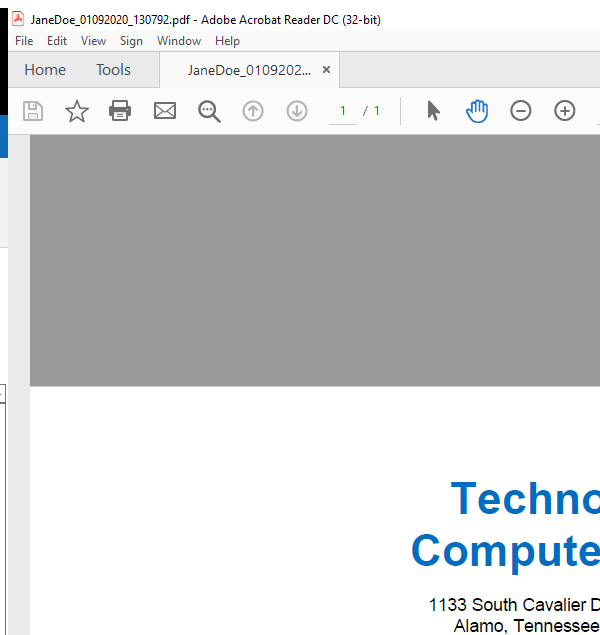 JaneDoe_01092020_130792.pdf - Adobe Acrobat Reader DC (32-bit)
File Edit View Sign Window Help
Home Tools JaneDoe_0109202... ×
1 / 1
Techno
Compute
1133 South Cavalier D
Alamo, Tennessee